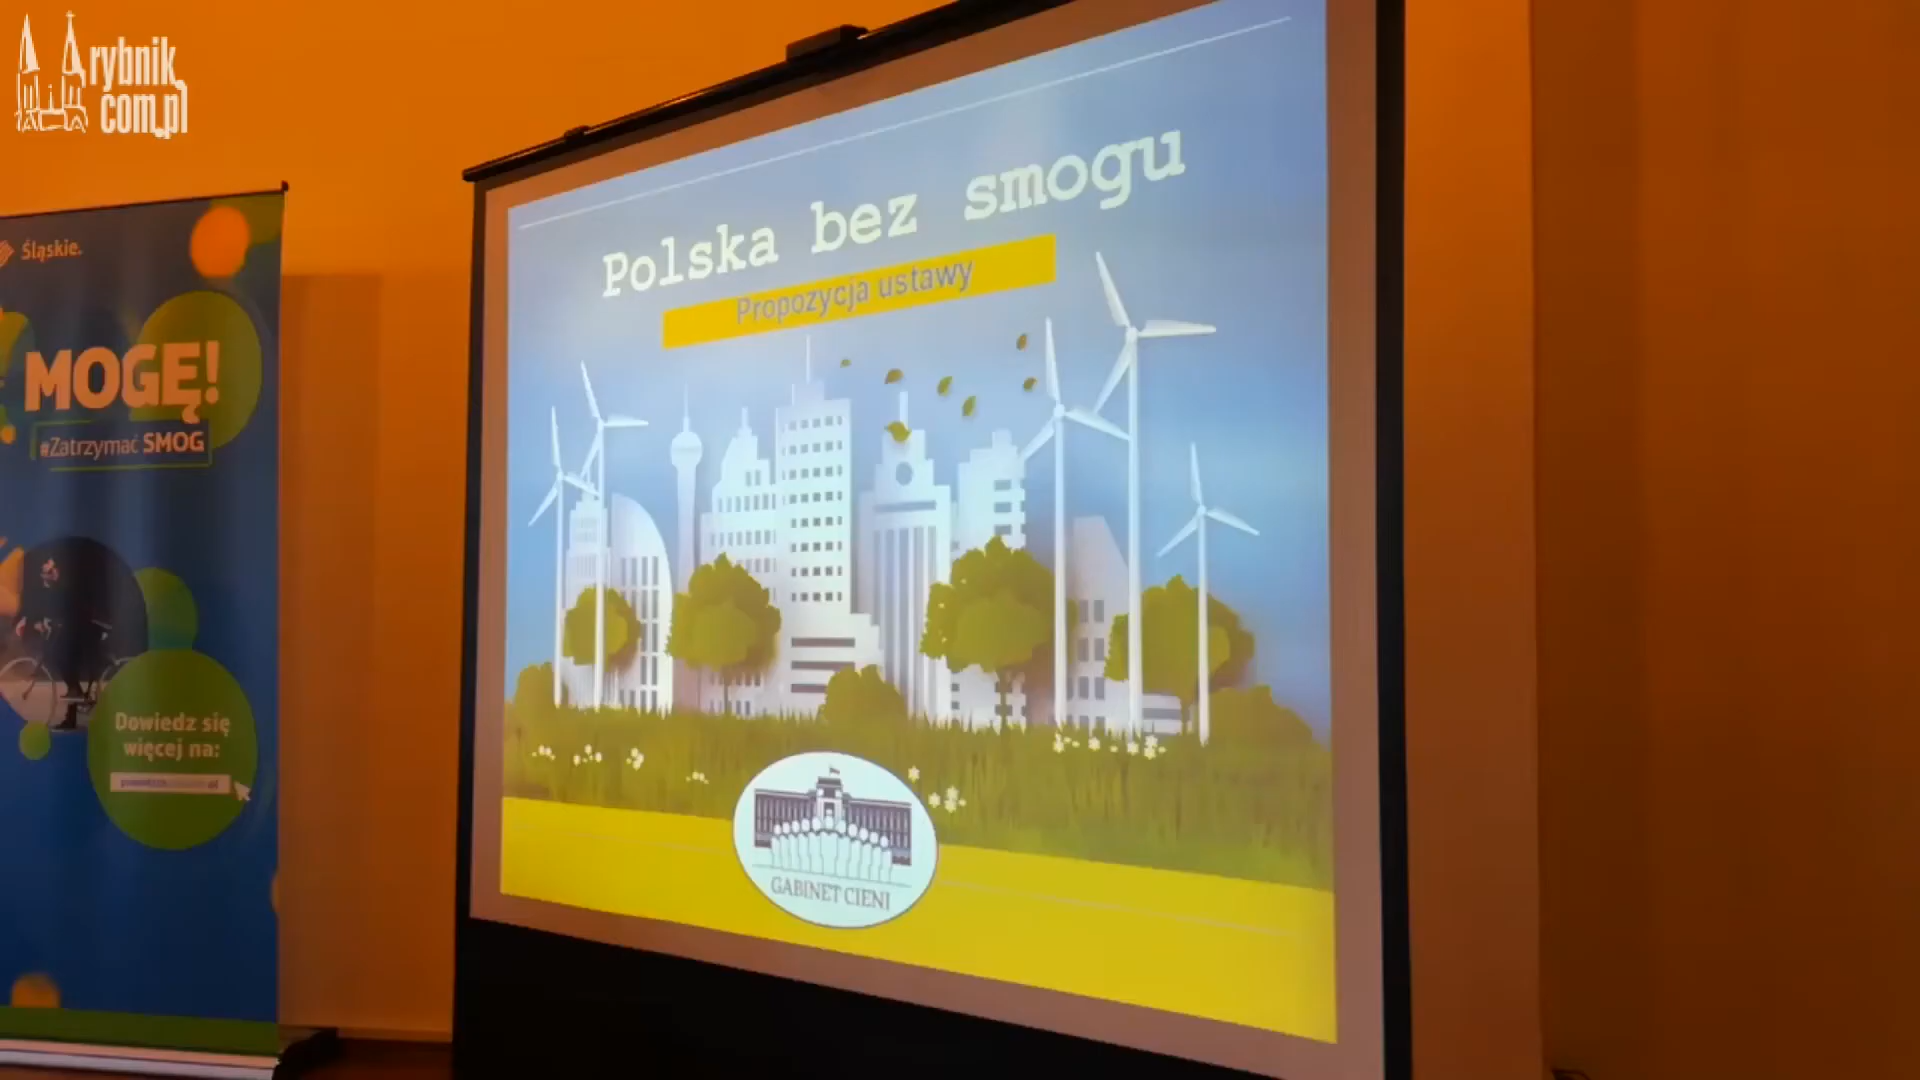 rybnik
com.pl
Śląskie.
MOGĘ!
#Zatrzymać SMOG
Dowiedz się
więcej na:
Polska bez smogu
Propozycja ustawy
GABINET CIENI